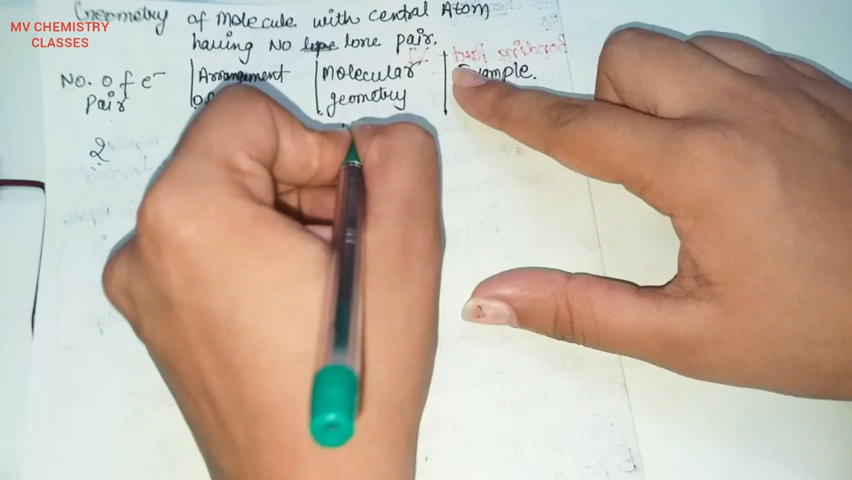 MV CHEMISTRY
CLASSES
Geometry of Molecule with central Atom
having NO lone pair.
No. of e⁻ Pair
Arrangement
Molecular geometry
Example.
2